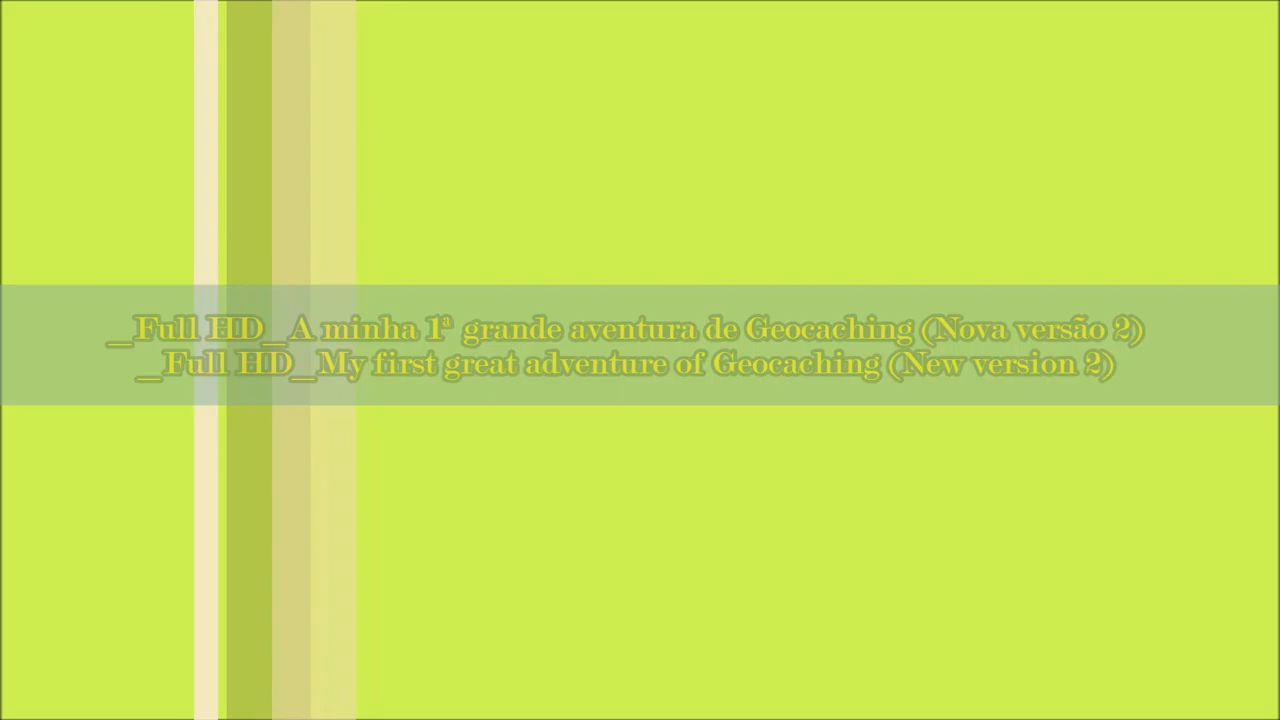 _Full HD_A minha 1ª grande aventura de Geocaching (Nova versão 2)
_Full HD_My first great adventure of Geocaching (New version 2)